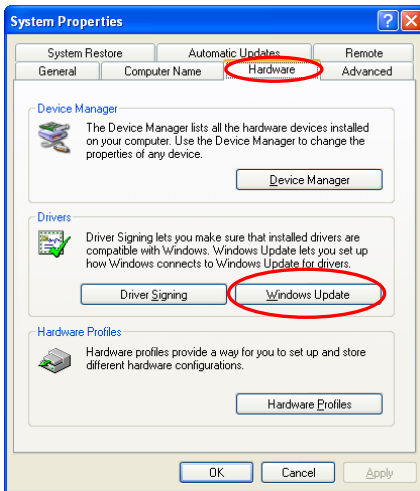 System Properties
System Restore Automatic Updates Remote
General Computer Name Hardware Advanced
Device Manager
The Device Manager lists all the hardware devices installed
on your computer. Use the Device Manager to change the
properties of any device.
Device Manager
Drivers
Driver Signing lets you make sure that installed drivers are
compatible with Windows. Windows Update lets you set up
how Windows connects to Windows Update for drivers.
Driver Signing Windows Update
Hardware Profiles
Hardware profiles provide a way for you to set up and store
different hardware configurations.
Hardware Profiles
OK Cancel Apply